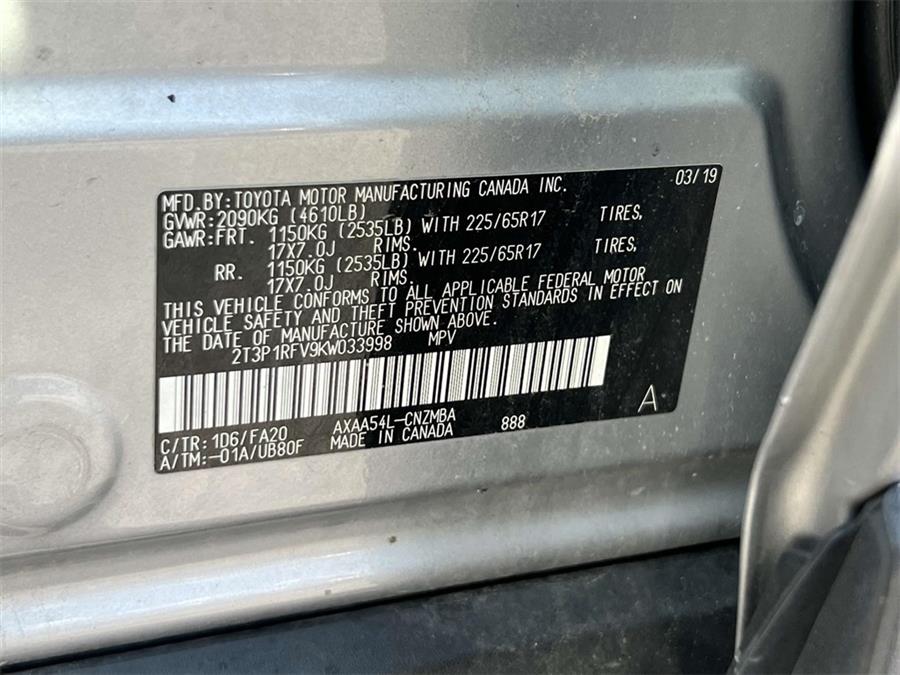 MFD.BY:TOYOTA MOTOR MANUFACTURING CANADA INC. 03/19
GVWR:2090KG (4610LB)
GAWR:FRT. 1150KG (2535LB) WITH 225/65R17 TIRES,
17X7.0J RIMS.
RR. 1150KG (2535LB) WITH 225/65R17 TIRES,
17X7.0J RIMS.
THIS VEHICLE CONFORMS TO ALL APPLICABLE FEDERAL MOTOR
VEHICLE SAFETY AND THEFT PREVENTION STANDARDS IN EFFECT ON
THE DATE OF MANUFACTURE SHOWN ABOVE.
2T3P1RFV9KW033998 MPV
C/TR:1D6/FA20 AXAA54L-CNZMBA 888 A
A/TM:-01A/UB80F MADE IN CANADA